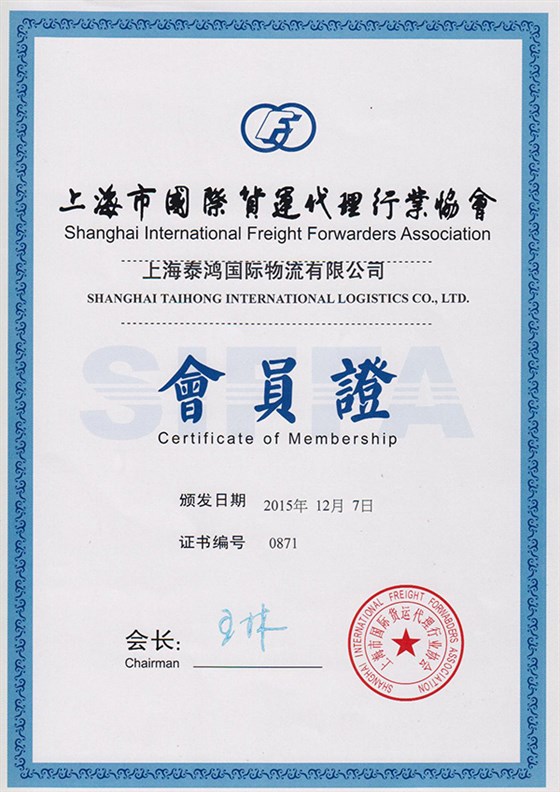 上海市國際貨運代理行業協會
Shanghai International Freight Forwarders Association
上海泰鸿国际物流有限公司
SHANGHAI TAIHONG INTERNATIONAL LOGISTICS CO., LTD.
SIFFA
會員證
Certificate of Membership
颁发日期 2015年 12月 7日
证书编号 0871
会长:
Chairman
SHANGHAI INTERNATIONAL FREIGHT FORWARDERS ASSOCIATION
上海市国际货运代理行业协会